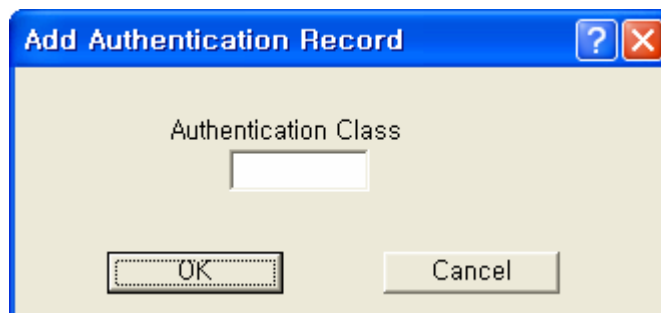 Add Authentication Record
Authentication Class
OK
Cancel